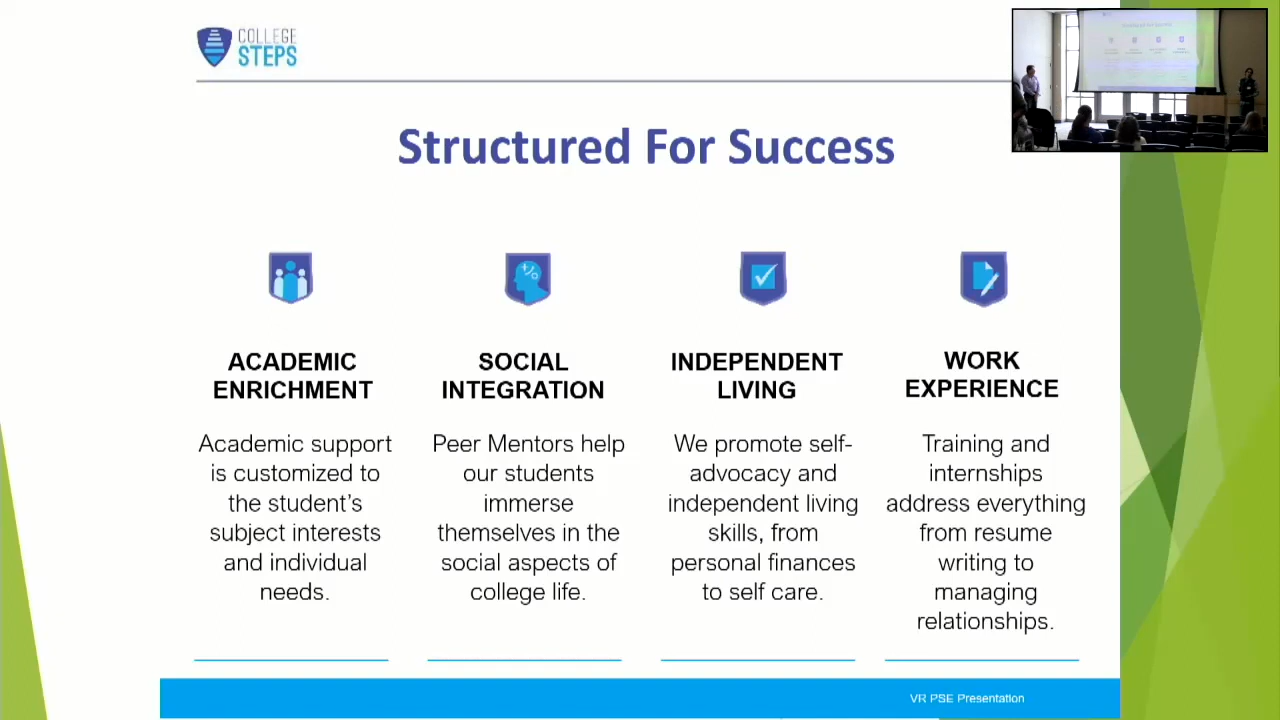 COLLEGE
STEPS
Structured For Success
ACADEMIC
ENRICHMENT
Academic support
is customized to
the student's
subject interests
and individual
needs.
SOCIAL
INTEGRATION
Peer Mentors help
our students
immerse
themselves in the
social aspects of
college life.
INDEPENDENT
LIVING
We promote self-
advocacy and
independent living
skills, from
personal finances
to self care.
WORK
EXPERIENCE
Training and
internships
address everything
from resume
writing to
managing
relationships.
VR PSE Presentation
Structured For Success